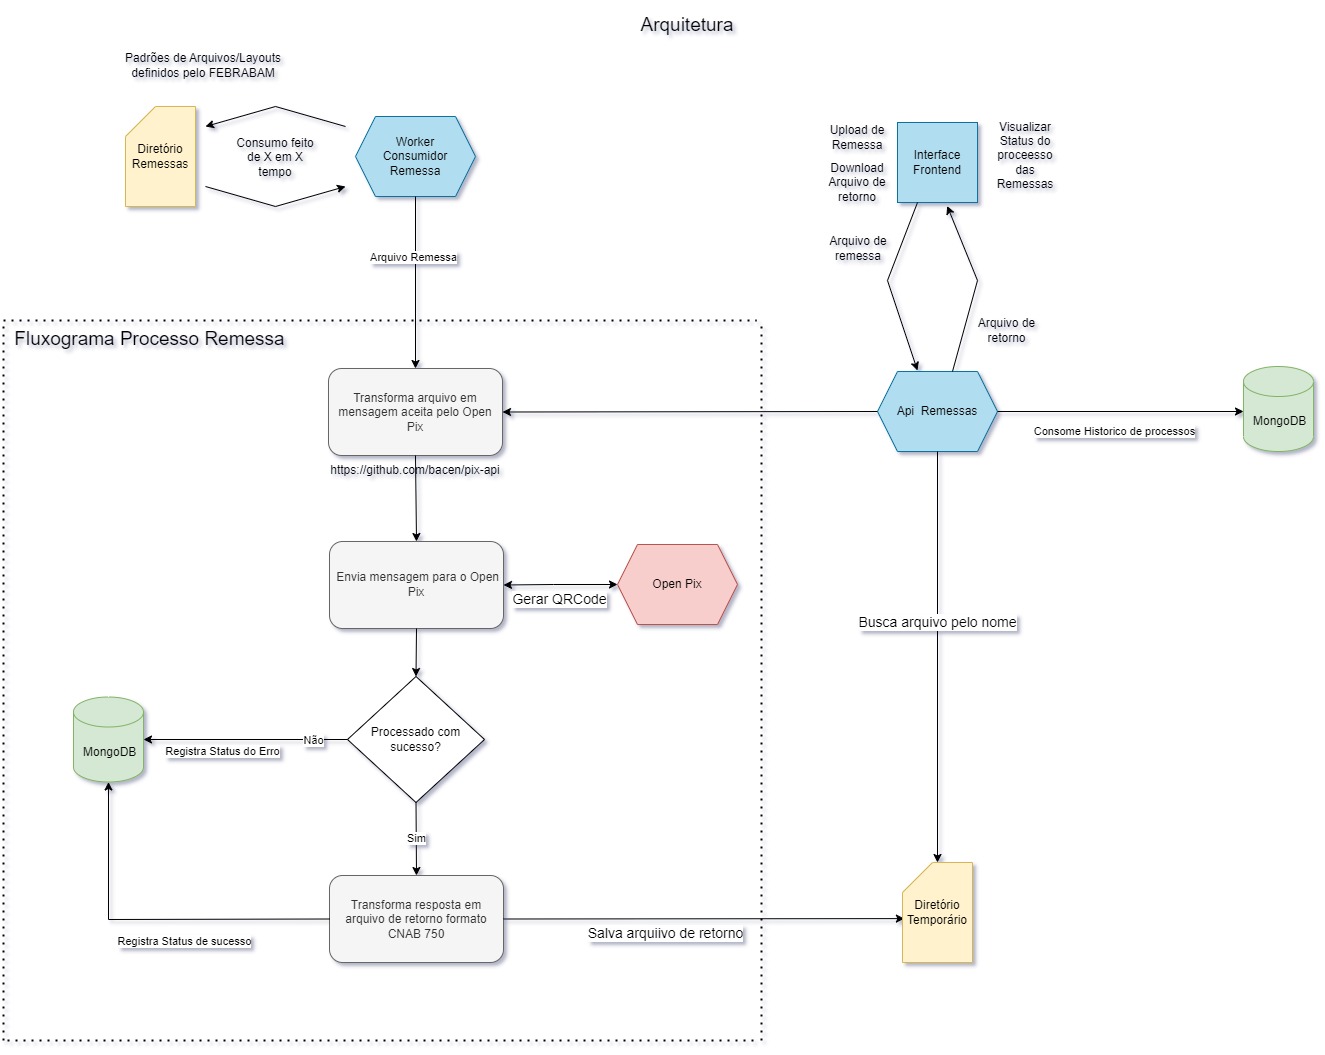 Arquitetura
Padrões de Arquivos/Layouts
definidos pelo FEBRABAM
Diretório
Remessas
Consumo feito
de X em X
tempo
Worker
Consumidor
Remessa
Upload de
Remessa
Download
Arquivo de
retorno
Interface
Frontend
Visualizar
Status do
proceesso
das
Remessas
Arquivo de
remessa
Arquivo Remessa
Arquivo de
retorno
Fluxograma Processo Remessa
Transforma arquivo em
mensagem aceita pelo Open
Pix
https://github.com/bacen/pix-api
Api Remessas
Consome Historico de processos
MongoDB
Envia mensagem para o Open
Pix
Gerar QRCode
Open Pix
Busca arquivo pelo nome
Processado com
sucesso?
Não
Registra Status do Erro
MongoDB
Sim
Transforma resposta em
arquivo de retorno formato
CNAB 750
Registra Status de sucesso
Salva arquiivo de retorno
Diretório
Temporário